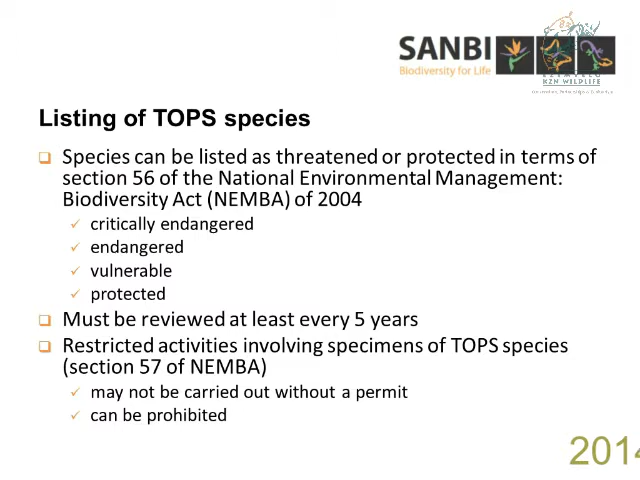 SANBI
Biodiversity for Life
KZN WILDLIFE
Listing of TOPS species
Species can be listed as threatened or protected in terms of
section 56 of the National Environmental Management:
Biodiversity Act (NEMBA) of 2004
critically endangered
endangered
vulnerable
protected
Must be reviewed at least every 5 years
Restricted activities involving specimens of TOPS species
(section 57 of NEMBA)
may not be carried out without a permit
can be prohibited
2014